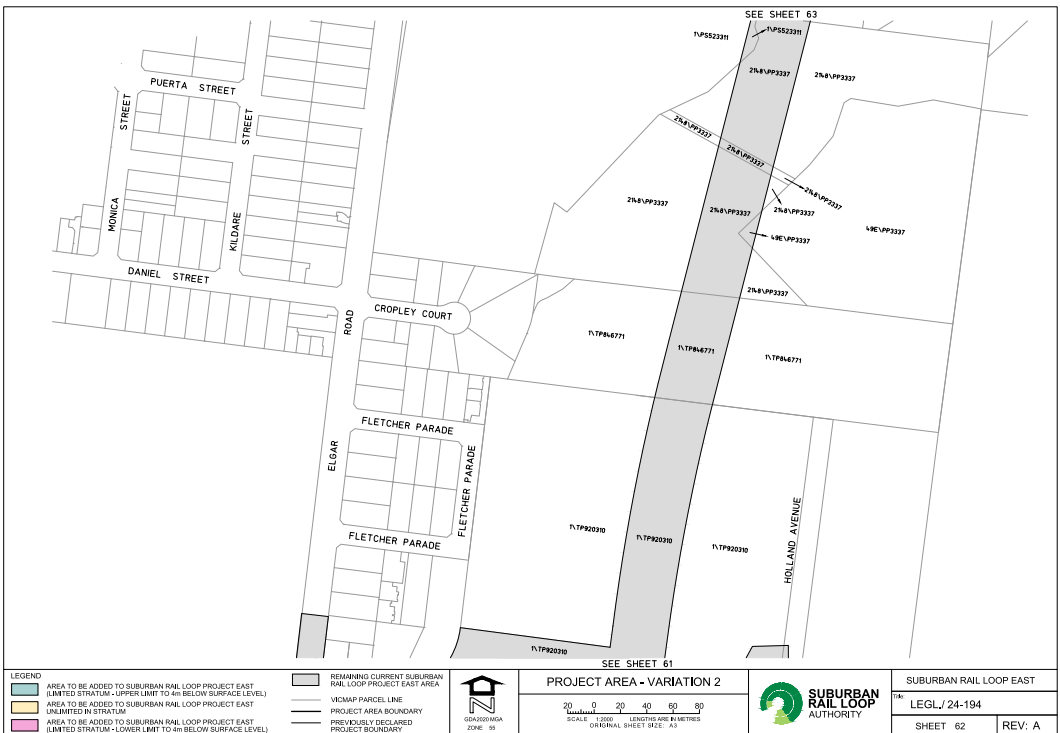 SEE SHEET 63
1\PS523311
1\PS523311
21~8\PP3337
21~8\PP3337
PUERTA STREET
MONICA STREET
KILDARE STREET
21~8\PP3337
21~8\PP3337
21~8\PP3337
21~8\PP3337
21~8\PP3337
21~8\PP3337
49E\PP3337
49E\PP3337
DANIEL STREET
21~8\PP3337
CROPLEY COURT
ELGAR ROAD
1\TP846771
1\TP846771
1\TP846771
FLETCHER PARADE
FLETCHER PARADE
FLETCHER PARADE
HOLLAND AVENUE
1\TP920310
1\TP920310
1\TP920310
1\TP920310
SEE SHEET 61
LEGEND
AREA TO BE ADDED TO SUBURBAN RAIL LOOP PROJECT EAST
(LIMITED STRATUM - UPPER LIMIT TO 4m BELOW SURFACE LEVEL)
AREA TO BE ADDED TO SUBURBAN RAIL LOOP PROJECT EAST
UNLIMITED IN STRATUM
AREA TO BE ADDED TO SUBURBAN RAIL LOOP PROJECT EAST
(LIMITED STRATUM - LOWER LIMIT TO 4m BELOW SURFACE LEVEL)
REMAINING CURRENT SUBURBAN
RAIL LOOP PROJECT EAST AREA
VICMAP PARCEL LINE
PROJECT AREA BOUNDARY
PREVIOUSLY DECLARED
PROJECT BOUNDARY
GDA2020 MGA
ZONE 55
PROJECT AREA - VARIATION 2
20 0 20 40 60 80
SCALE 1:2000 LENGTHS ARE IN METRES
ORIGINAL SHEET SIZE: A3
SUBURBAN
RAIL LOOP
AUTHORITY
SUBURBAN RAIL LOOP EAST
Title:
LEGL./ 24-194
SHEET 62
REV: A